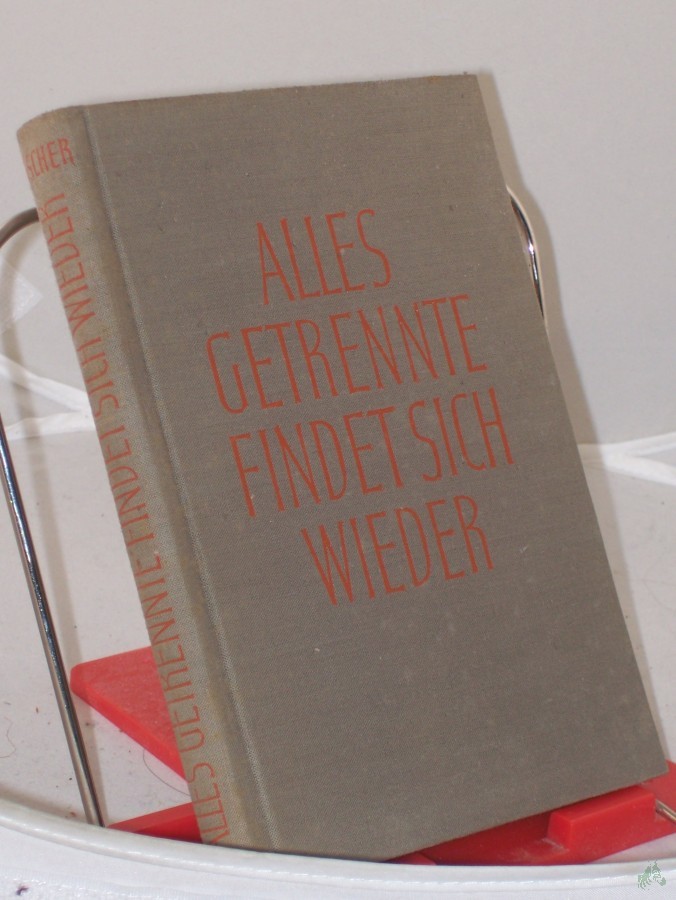 ALLES
GETRENNTE
FINDET SICH
WIEDER
ALLES GETRENNTE FINDET SICH WIEDER
SCHER